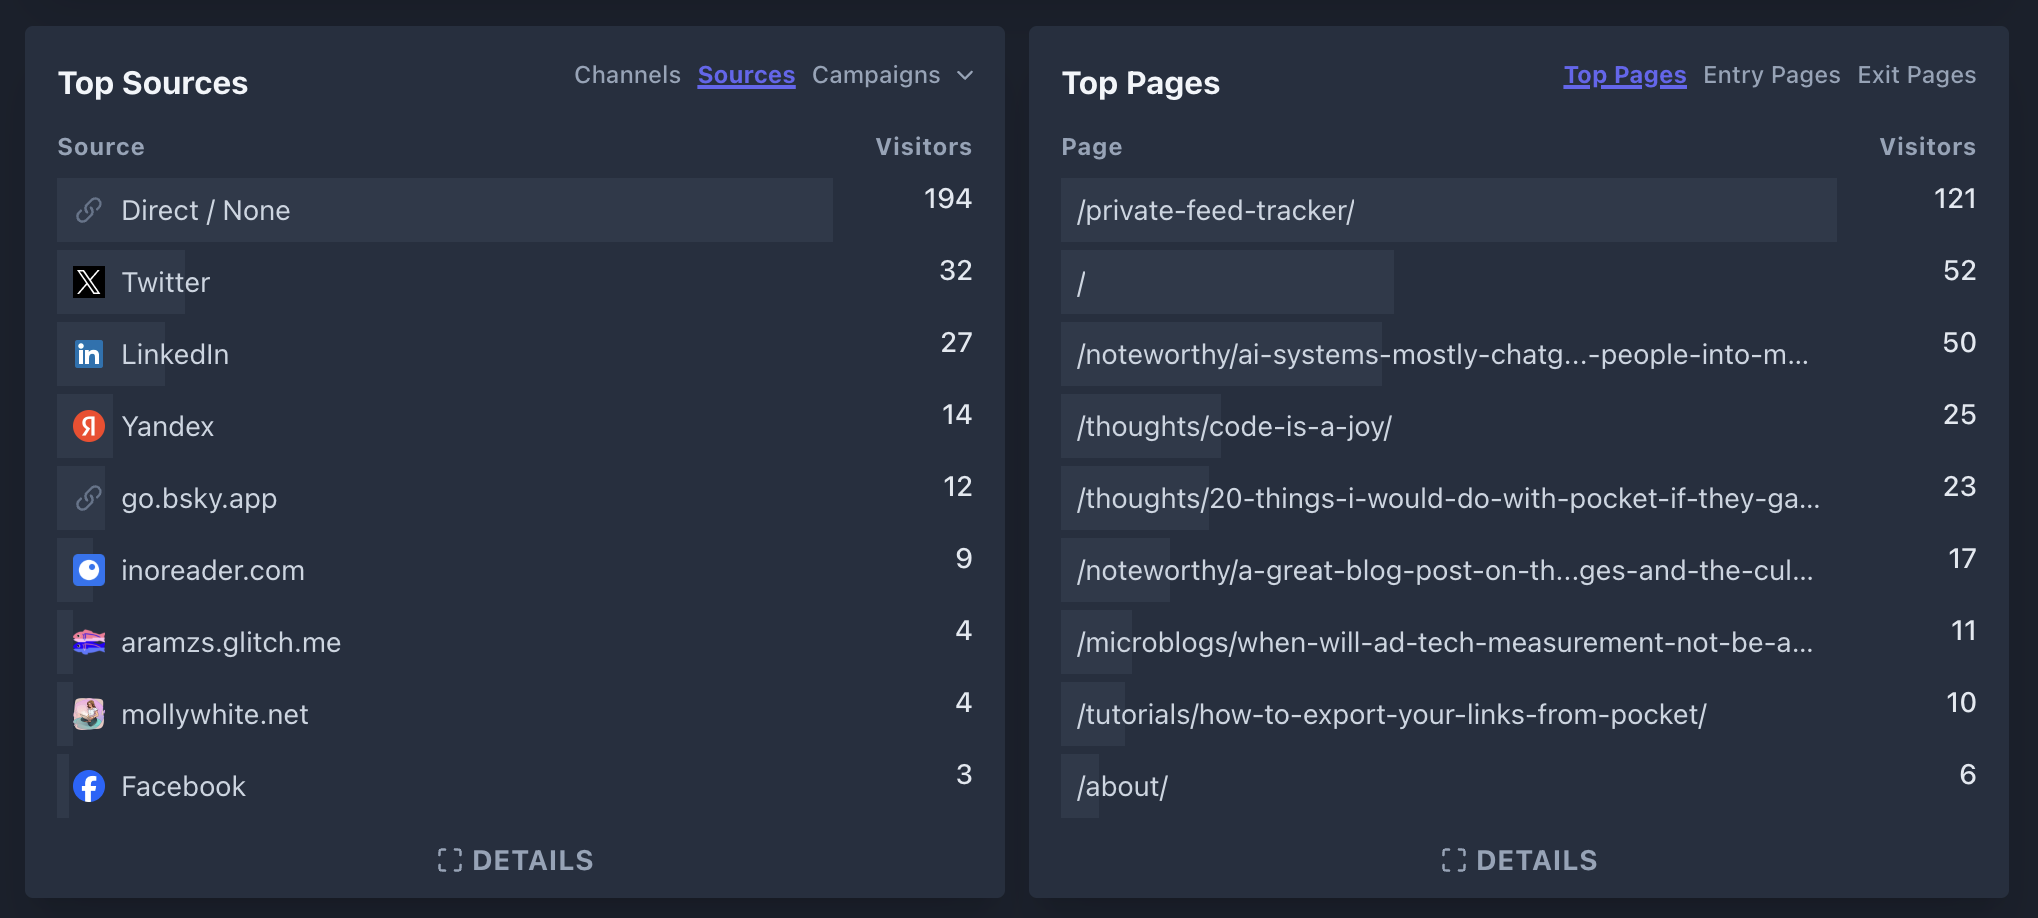 Top Sources
Channels Sources Campaigns
Source Visitors
Direct / None 194
Twitter 32
LinkedIn 27
Yandex 14
go.bsky.app 12
inoreader.com 9
aramzs.glitch.me 4
mollywhite.net 4
Facebook 3
DETAILS
Top Pages
Top Pages Entry Pages Exit Pages
Page Visitors
/private-feed-tracker/ 121
/ 52
/noteworthy/ai-systems-mostly-chatg...-people-into-m... 50
/thoughts/code-is-a-joy/ 25
/thoughts/20-things-i-would-do-with-pocket-if-they-ga... 23
/noteworthy/a-great-blog-post-on-th...ges-and-the-cul... 17
/microblogs/when-will-ad-tech-measurement-not-be-a... 11
/tutorials/how-to-export-your-links-from-pocket/ 10
/about/ 6
DETAILS